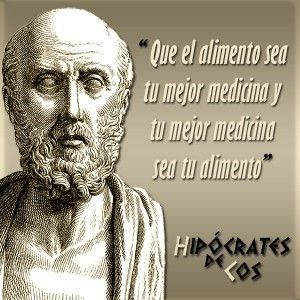 “Que el alimento sea
tu mejor medicina y
tu mejor medicina
sea tu alimento”
Hipócrates
de
Cos